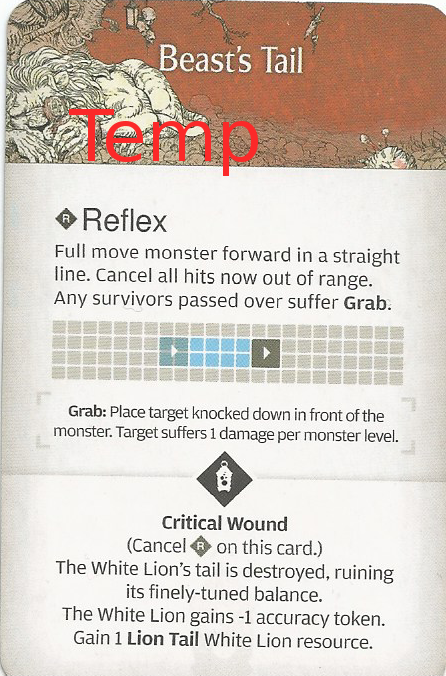 Beast's Tail
Temp
R Reflex
Full move monster forward in a straight
line. Cancel all hits now out of range.
Any survivors passed over suffer Grab.
Grab: Place target knocked down in front of the
monster. Target suffers 1 damage per monster level.
Critical Wound
(Cancel R on this card.)
The White Lion's tail is destroyed, ruining
its finely-tuned balance.
The White Lion gains -1 accuracy token.
Gain 1 Lion Tail White Lion resource.